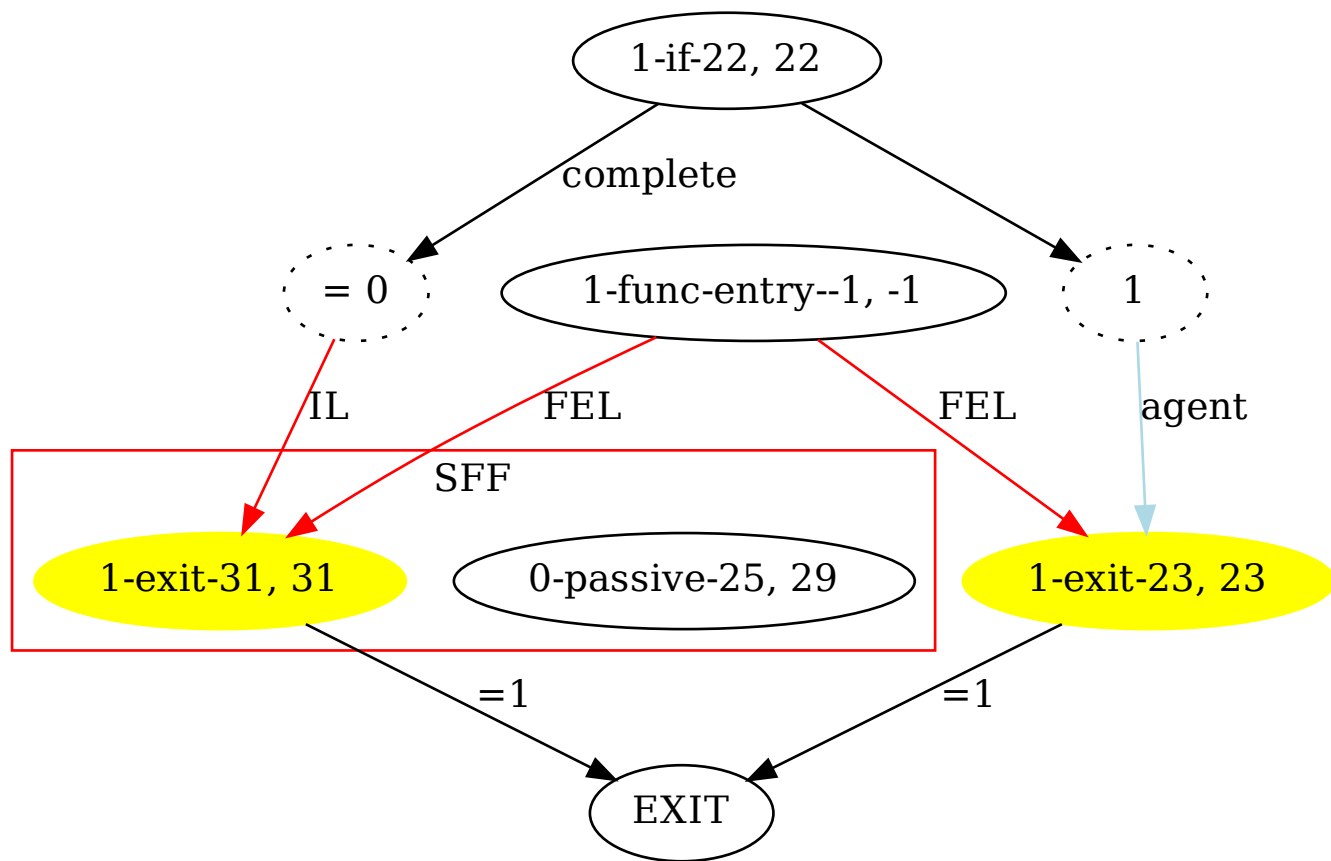 1-if-22, 22
complete
= 0
1-func-entry--1, -1
1
IL
FEL
FEL
agent
SFF
1-exit-31, 31
0-passive-25, 29
1-exit-23, 23
=1
=1
EXIT